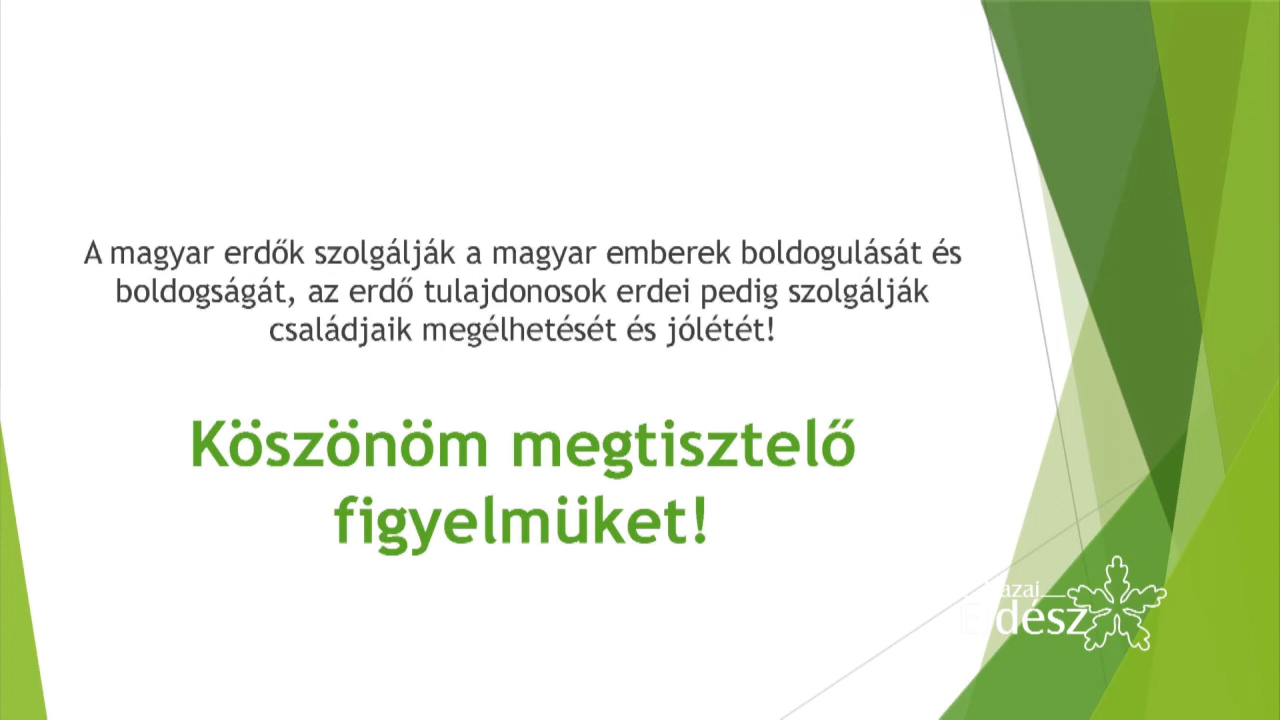 A magyar erdők szolgálják a magyar emberek boldogulását és
boldogságát, az erdő tulajdonosok erdei pedig szolgálják
családjaik megélhetését és jólétét!
Köszönöm megtisztelő
figyelmüket!